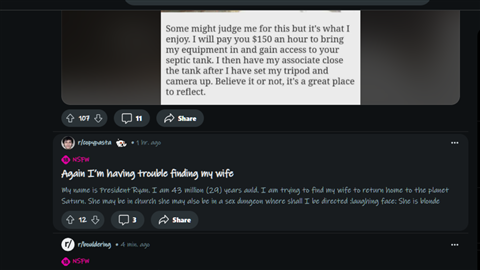 Some might judge me for this but it's what I
enjoy. I will pay you $150 an hour to bring
my equipment in and gain access to your
septic tank. I then have my associate close
the tank after I have set my tripod and
camera up. Believe it or not, it's a great place
to reflect.
107 11 Share
r/copypasta • 1 hr. ago
NSFW
Again I'm having trouble finding my wife
My name is President Ryan. I am 43 million (29) years auld. I am trying to find my wife to return home to the planet
Saturn. She may be in church she may also be in a sex dungeon where shall I be directed :laughing face: She is blonde
12 3 Share
r/bouldering • 4 min. ago
NSFW